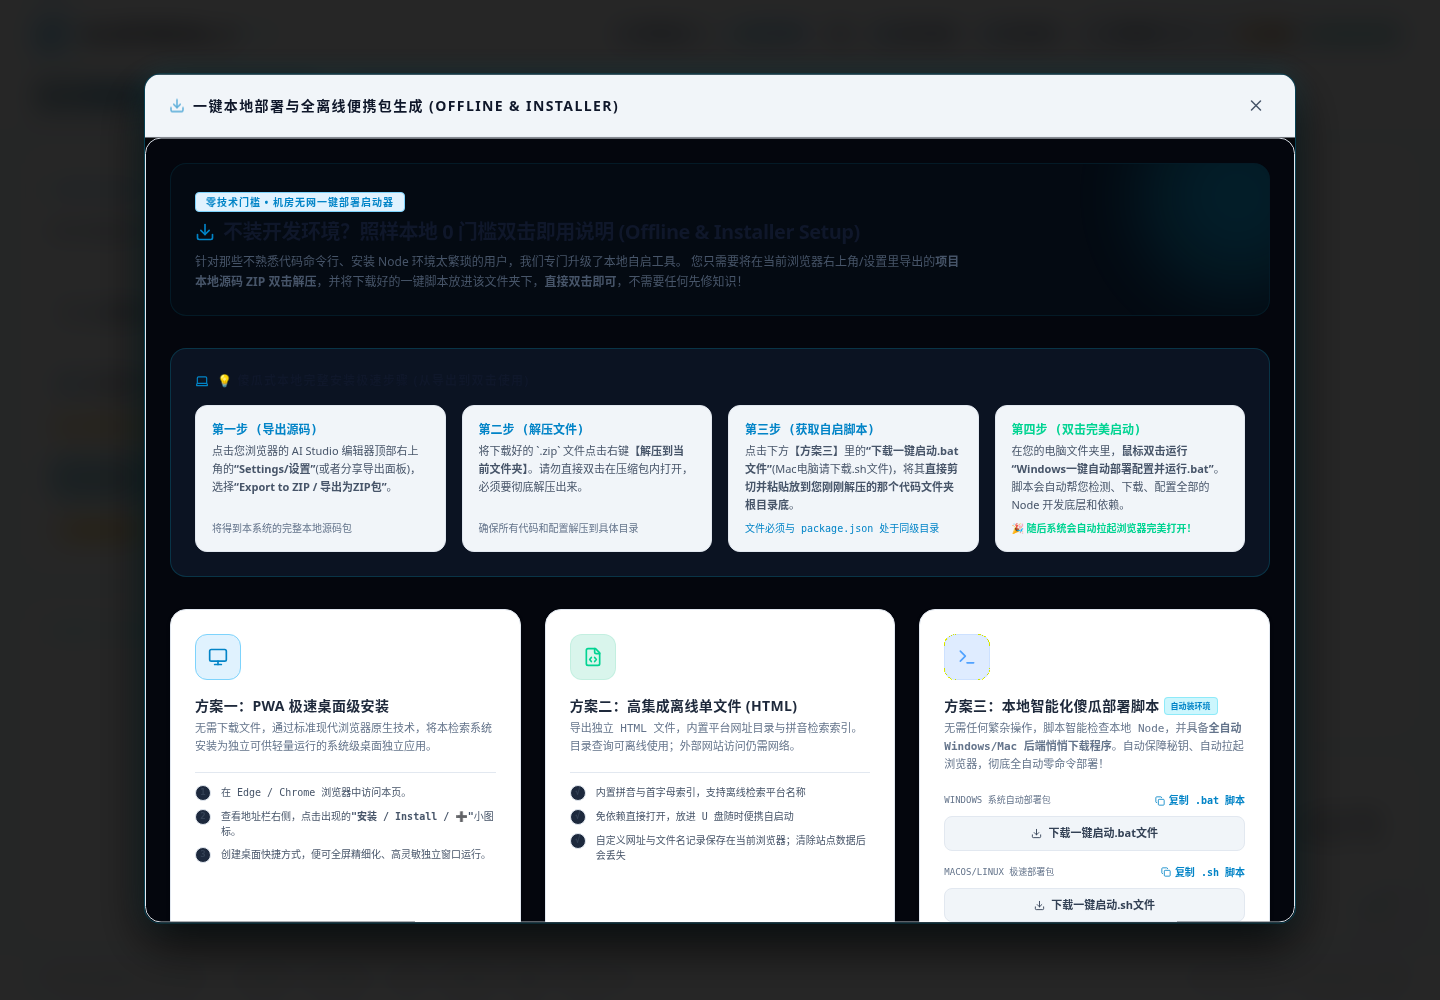 一键本地部署与全离线便携包生成 (OFFLINE & INSTALLER)
零技术门槛 • 机房无网一键部署启动器
不装开发环境？照样本地 0 门槛双击即用说明 (Offline & Installer Setup)
针对那些不熟悉代码命令行、安装 Node 环境太繁琐的用户，我们专门升级了本地自启工具。 您只需要将在当前浏览器右上角/设置里导出的项目
本地源码 ZIP 双击解压，并将下载好的一键脚本放进该文件夹下，直接双击即可，不需要任何先修知识！
第一步 (导出源码)
点击您浏览器的 AI Studio 编辑器顶部右上
角的“Settings/设置”(或者分享导出面板)，
选择“Export to ZIP / 导出为ZIP包”。
将得到本系统的完整本地源码包
第二步 (解压文件)
将下载好的 `.zip` 文件点击右键【解压到当
前文件夹】。请勿直接双击在压缩包内打开，
必须要彻底解压出来。
确保所有代码和配置解压到具体目录
第三步 (获取自启脚本)
点击下方【方案三】里的“下载一键启动.bat
文件”(Mac电脑请下载.sh文件)，将其直接剪
切并粘贴放到您刚刚解压的那个代码文件夹
根目录底。
文件必须与 package.json 处于同级目录
第四步 (双击完美启动)
在您的电脑文件夹里，鼠标双击运行
“Windows一键自动部署配置并运行.bat”。
脚本会自动帮您检测、下载、配置全部的
Node 开发底层和依赖。
🎉 随后系统会自动拉起浏览器完美打开！
方案一：PWA 极速桌面级安装
无需下载文件，通过标准现代浏览器原生技术，将本检索系统
安装为独立可供轻量运行的系统级桌面独立应用。
在 Edge / Chrome 浏览器中访问本页。
查看地址栏右侧，点击出现的"安装 / Install / ➕"小图
标。
创建桌面快捷方式，便可全屏精细化、高灵敏独立窗口运行。
方案二：高集成离线单文件 (HTML)
导出独立 HTML 文件，内置平台网址目录与拼音检索索引。
目录查询可离线使用；外部网站访问仍需网络。
内置拼音与首字母索引，支持离线检索平台名称
免依赖直接打开，放进 U 盘随时便携自启动
自定义网址与文件名记录保存在当前浏览器；清除站点数据后
会丢失
方案三：本地智能化傻瓜部署脚本 自动装环境
无需任何繁杂操作，脚本智能检查本地 Node，并具备全自动
Windows/Mac 后端悄悄下载程序。自动保障秘钥、自动拉起
浏览器，彻底全自动零命令部署！
WINDOWS 系统自动部署包
复制 .bat 脚本
下载一键启动.bat文件
MACOS/LINUX 极速部署包
复制 .sh 脚本
下载一键启动.sh文件